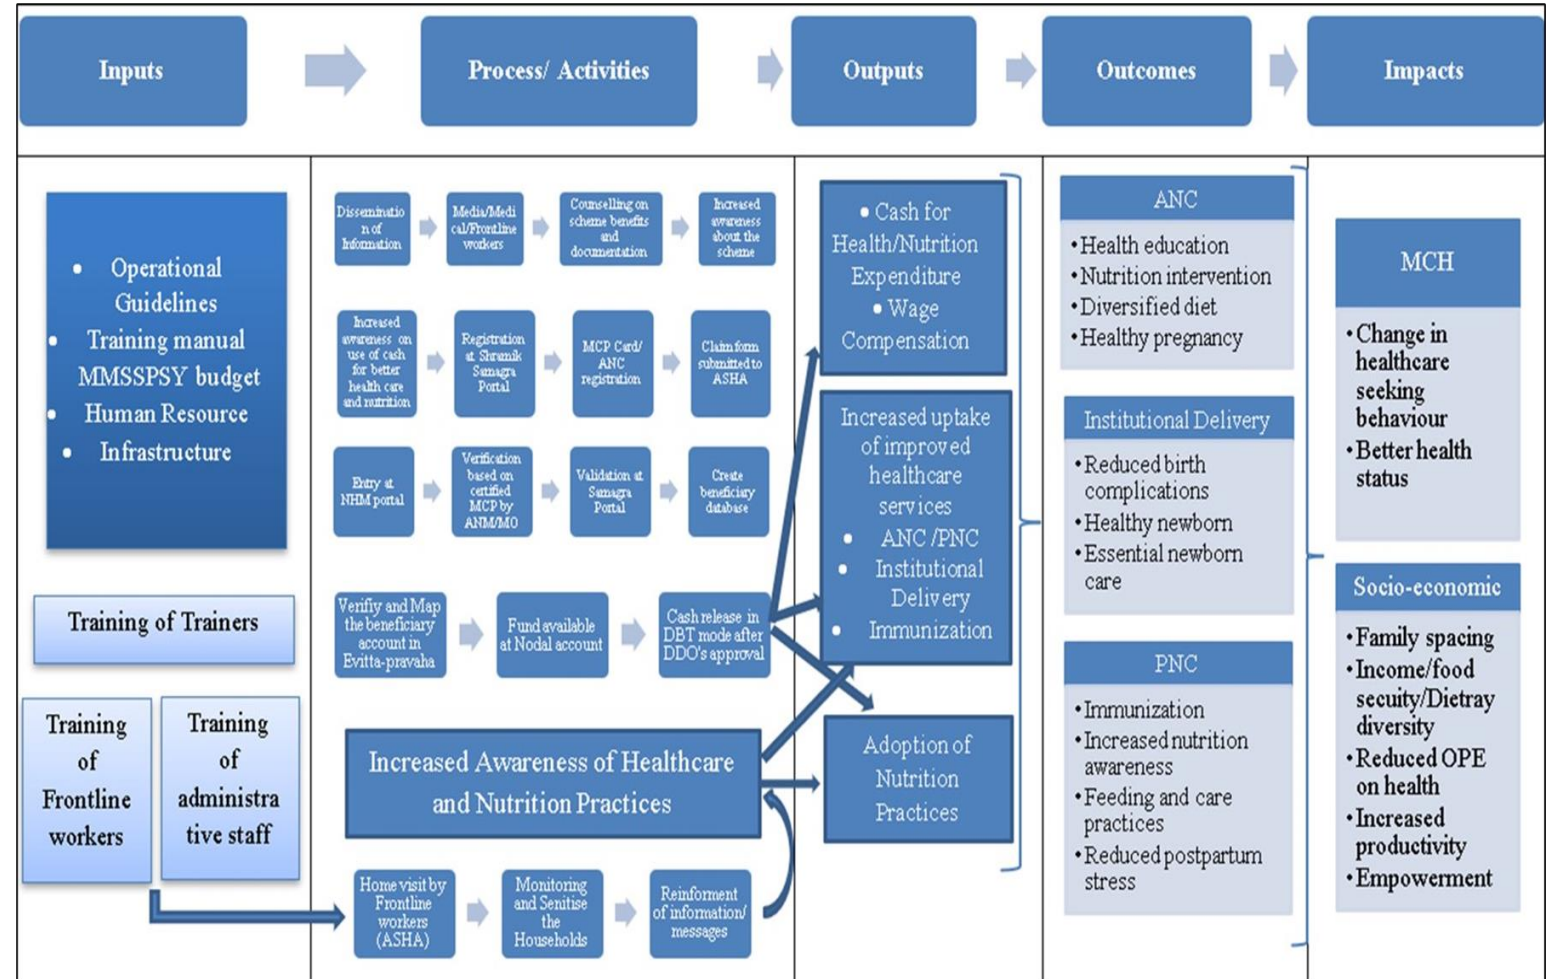 Inputs
Process/ Activities
Outputs
Outcomes
Impacts
• Operational
Guidelines
• Training manual
MMSSPSY budget
• Human Resource
• Infrastructure
Training of Trainers
Training
of
Frontline
workers
Training
of
administra
tive staff
Disseminatio
n of
Information
Media/Medi
cal/Frontline
workers
Counselling on
scheme benefits
and
documentation
Increased
awareness
about the
scheme
Increased
awareness on
use of cash
for better
health care
and nutrition
Registration
at Shramik
Samagra
Portal
MCP Card/
ANC
registration
Claim form
submitted to
ASHA
Entry at
NHM portal
Verification
based on
certified
MCP by
ANM/MO
Validation at
Samagra
Portal
Create
beneficiary
database
Verifiy and Map
the beneficiary
account in
Evitta-pravaha
Fund available
at Nodal account
Cash release in
DBT mode after
DDO's approval
Increased Awareness of Healthcare
and Nutrition Practices
Home visit by
Frontline
workers
(ASHA)
Monitoring
and Senitise
the
Households
Reinforment
of information/
messages
• Cash for
Health/Nutrition
Expenditure
• Wage
Compensation
Increased uptake
of improved
healthcare
services
• ANC /PNC
• Institutional
Delivery
• Immunization
Adoption of
Nutrition
Practices
ANC
• Health education
• Nutrition intervention
• Diversified diet
• Healthy pregnancy
Institutional Delivery
• Reduced birth
complications
• Healthy newborn
• Essential newborn
care
PNC
• Immunization
• Increased nutrition
awareness
• Feeding and care
practices
• Reduced postpartum
stress
MCH
• Change in
healthcare
seeking
behaviour
• Better health
status
Socio-economic
• Family spacing
• Income/food
secuity/Dietray
diversity
• Reduced OPE
on health
• Increased
productivity
• Empowerment